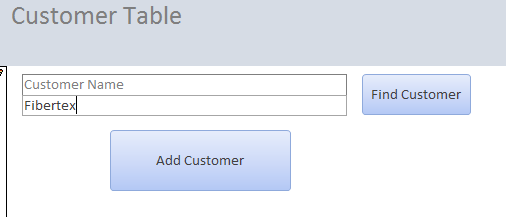 Customer Table
Customer Name
Find Customer
Fibertex
Add Customer